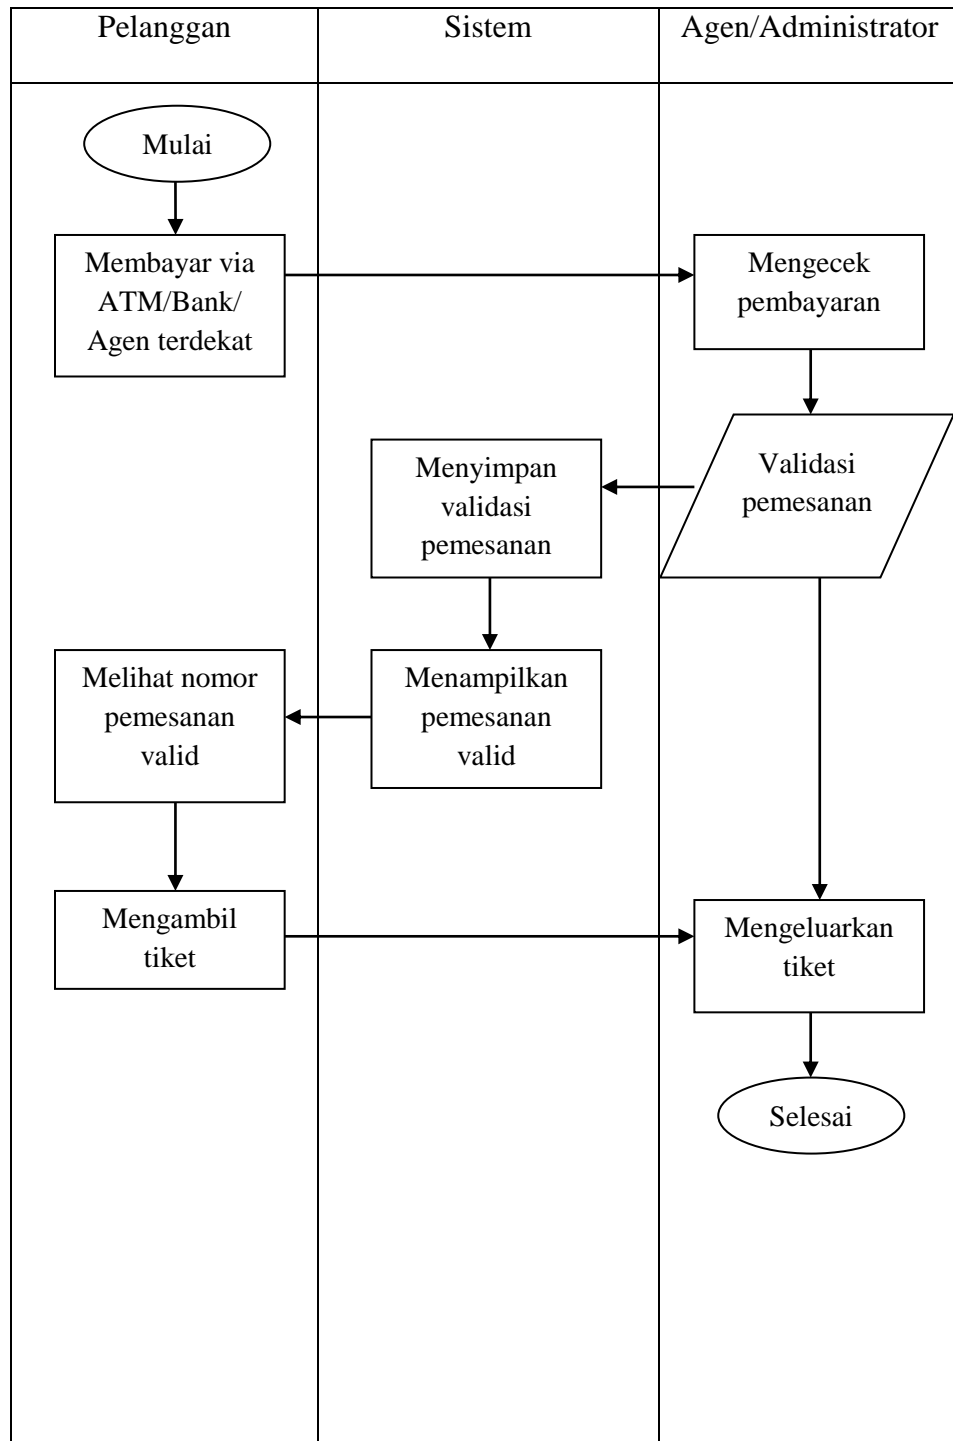 Pelanggan
Sistem
Agen/Administrator
Mulai
Membayar via
ATM/Bank/
Agen terdekat
Mengecek
pembayaran
Validasi
pemesanan
Menyimpan
validasi
pemesanan
Menampilkan
pemesanan
valid
Melihat nomor
pemesanan
valid
Mengambil
tiket
Mengeluarkan
tiket
Selesai